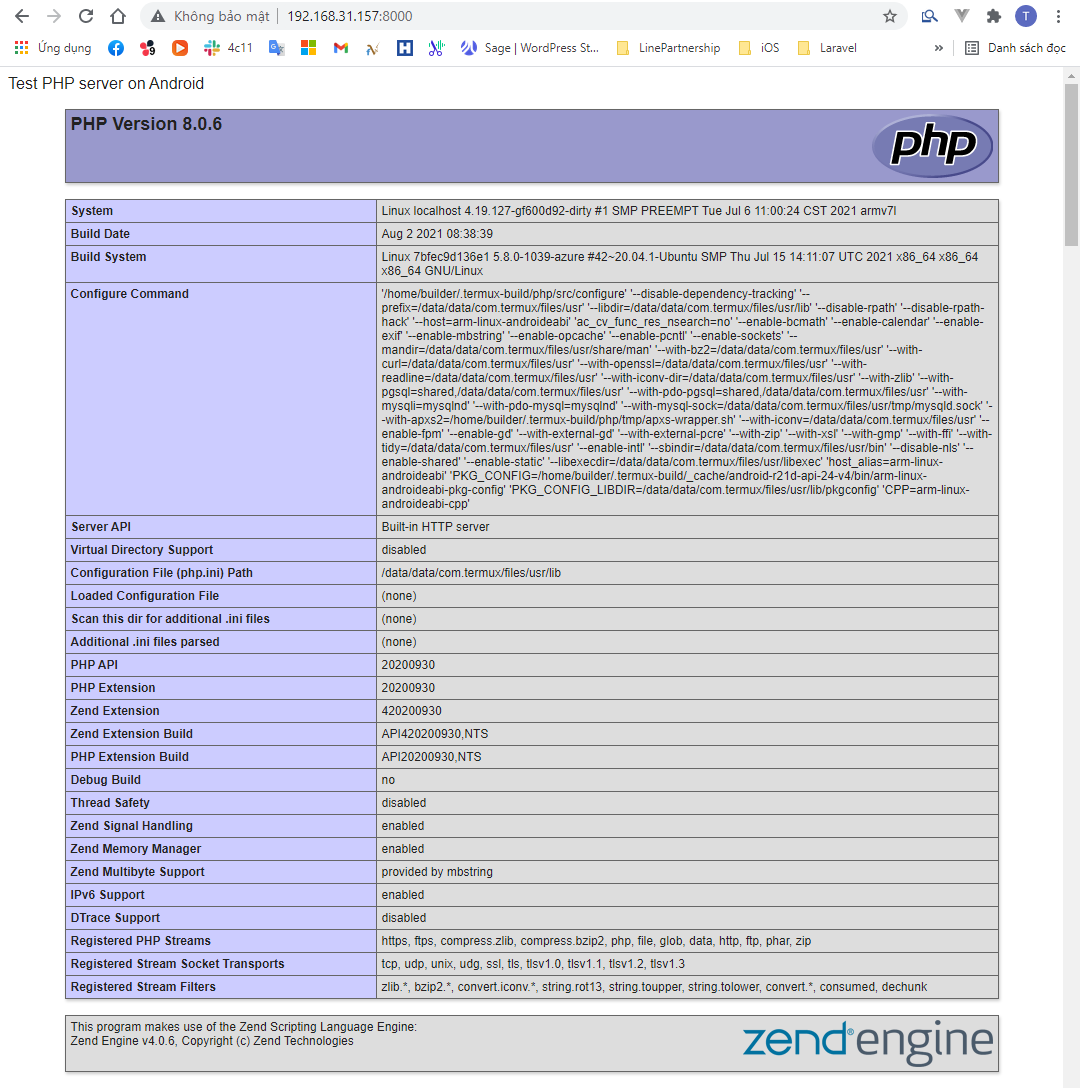 Không bảo mật 192.168.31.157:8000 T
Ứng dụng 9 4c11 H Sage | WordPress St... LinePartnership iOS Laravel » Danh sách đọc
Test PHP server on Android
PHP Version 8.0.6 php
System Linux localhost 4.19.127-gf600d92-dirty #1 SMP PREEMPT Tue Jul 6 11:00:24 CST 2021 armv7l
Build Date Aug 2 2021 08:38:39
Build System Linux 7bfec9d136e1 5.8.0-1039-azure #42~20.04.1-Ubuntu SMP Thu Jul 15 14:11:07 UTC 2021 x86_64 x86_64
x86_64 GNU/Linux
Configure Command '/home/builder/.termux-build/php/src/configure' '--disable-dependency-tracking' '--
prefix=/data/data/com.termux/files/usr' '--libdir=/data/data/com.termux/files/usr/lib' '--disable-rpath' '--disable-rpath-
hack' '--host=arm-linux-androideabi' 'ac_cv_func_res_nsearch=no' '--enable-bcmath' '--enable-calendar' '--enable-
exif' '--enable-mbstring' '--enable-opcache' '--enable-pcntl' '--enable-sockets' '--
mandir=/data/data/com.termux/files/usr/share/man' '--with-bz2=/data/data/com.termux/files/usr' '--with-
curl=/data/data/com.termux/files/usr' '--with-openssl=/data/data/com.termux/files/usr' '--with-
readline=/data/data/com.termux/files/usr' '--with-iconv-dir=/data/data/com.termux/files/usr' '--with-zlib' '--with-
pgsql=shared,/data/data/com.termux/files/usr' '--with-pdo-pgsql=shared,/data/data/com.termux/files/usr' '--with-
mysqli=mysqlnd' '--with-pdo-mysql=mysqlnd' '--with-mysql-sock=/data/data/com.termux/files/usr/tmp/mysqld.sock' '-
-with-apxs2=/home/builder/.termux-build/php/tmp/apxs-wrapper.sh' '--with-iconv=/data/data/com.termux/files/usr' '--
enable-fpm' '--enable-gd' '--with-external-gd' '--with-external-pcre' '--with-zip' '--with-xsl' '--with-gmp' '--with-ffi' '--with-
tidy=/data/data/com.termux/files/usr' '--enable-intl' '--sbindir=/data/data/com.termux/files/usr/bin' '--disable-nls' '--
enable-shared' '--enable-static' '--libexecdir=/data/data/com.termux/files/usr/libexec' 'host_alias=arm-linux-
androideabi' 'PKG_CONFIG=/home/builder/.termux-build/_cache/android-r21d-api-24-v4/bin/arm-linux-
androideabi-pkg-config' 'PKG_CONFIG_LIBDIR=/data/data/com.termux/files/usr/lib/pkgconfig' 'CPP=arm-linux-
androideabi-cpp'
Server API Built-in HTTP server
Virtual Directory Support disabled
Configuration File (php.ini) Path /data/data/com.termux/files/usr/lib
Loaded Configuration File (none)
Scan this dir for additional .ini files (none)
Additional .ini files parsed (none)
PHP API 20200930
PHP Extension 20200930
Zend Extension 420200930
Zend Extension Build API420200930,NTS
PHP Extension Build API20200930,NTS
Debug Build no
Thread Safety disabled
Zend Signal Handling enabled
Zend Memory Manager enabled
Zend Multibyte Support provided by mbstring
IPv6 Support enabled
DTrace Support disabled
Registered PHP Streams https, ftps, compress.zlib, compress.bzip2, php, file, glob, data, http, ftp, phar, zip
Registered Stream Socket Transports tcp, udp, unix, udg, ssl, tls, tlsv1.0, tlsv1.1, tlsv1.2, tlsv1.3
Registered Stream Filters zlib.*, bzip2.*, convert.iconv.*, string.rot13, string.toupper, string.tolower, convert.*, consumed, dechunk
This program makes use of the Zend Scripting Language Engine:
Zend Engine v4.0.6, Copyright (c) Zend Technologies
zend® engine